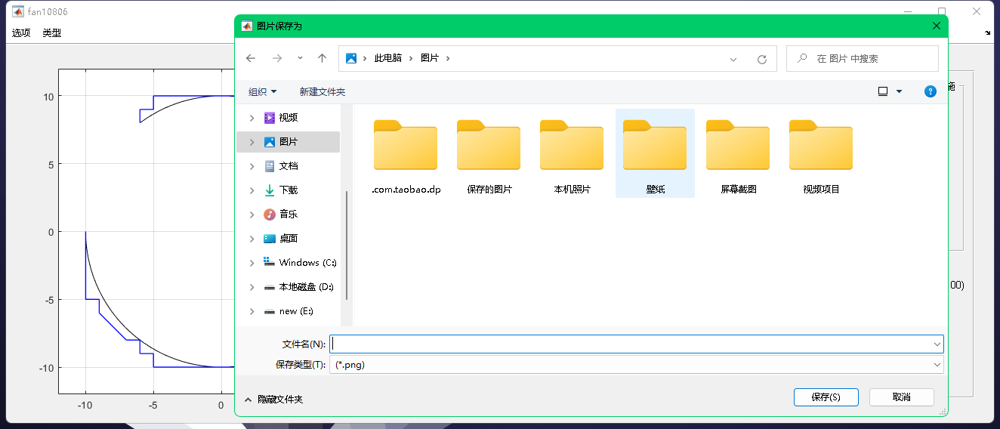 fan10806
选项 类型
图片保存为
此电脑 图片
在 图片 中搜索
组织 新建文件夹
视频
图片
文档
下载
音乐
桌面
Windows (C:)
本地磁盘 (D:)
new (E:)
.com.taobao.dp
保存的图片
本机照片
壁纸
屏幕截图
视频项目
文件名(N):
保存类型(T): (*.png)
隐藏文件夹
保存(S) 取消
10
5
0
-5
-10
-10 -5 0
施
00)